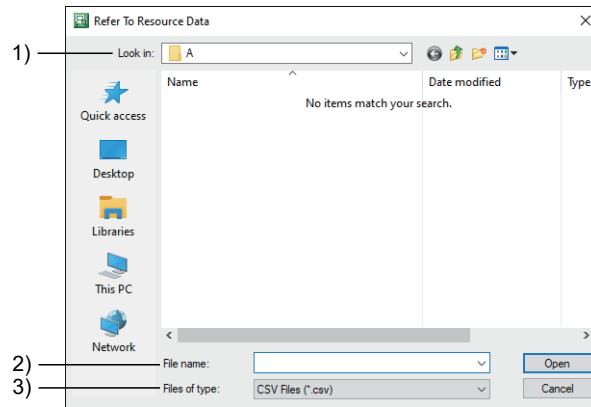 Refer To Resource Data
1) Look in: A
Name Date modified Type
No items match your search.
Quick access
Desktop
Libraries
This PC
Network
2) File name: Open
3) Files of type: CSV Files (*.csv) Cancel